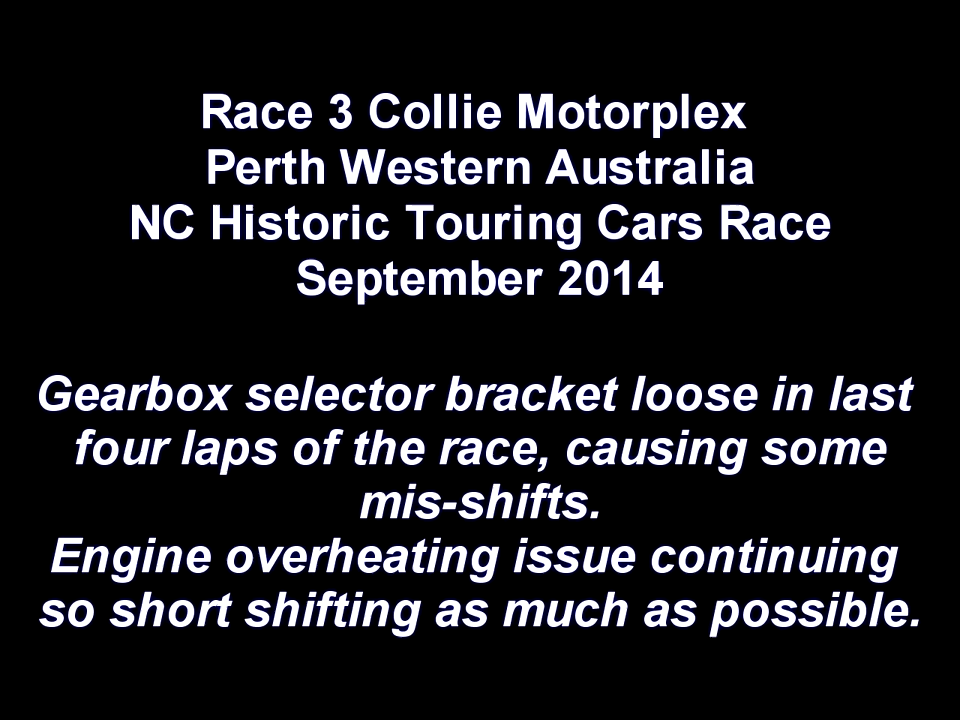 Race 3 Collie Motorplex
Perth Western Australia
NC Historic Touring Cars Race
September 2014
Gearbox selector bracket loose in last
four laps of the race, causing some
mis-shifts.
Engine overheating issue continuing
so short shifting as much as possible.